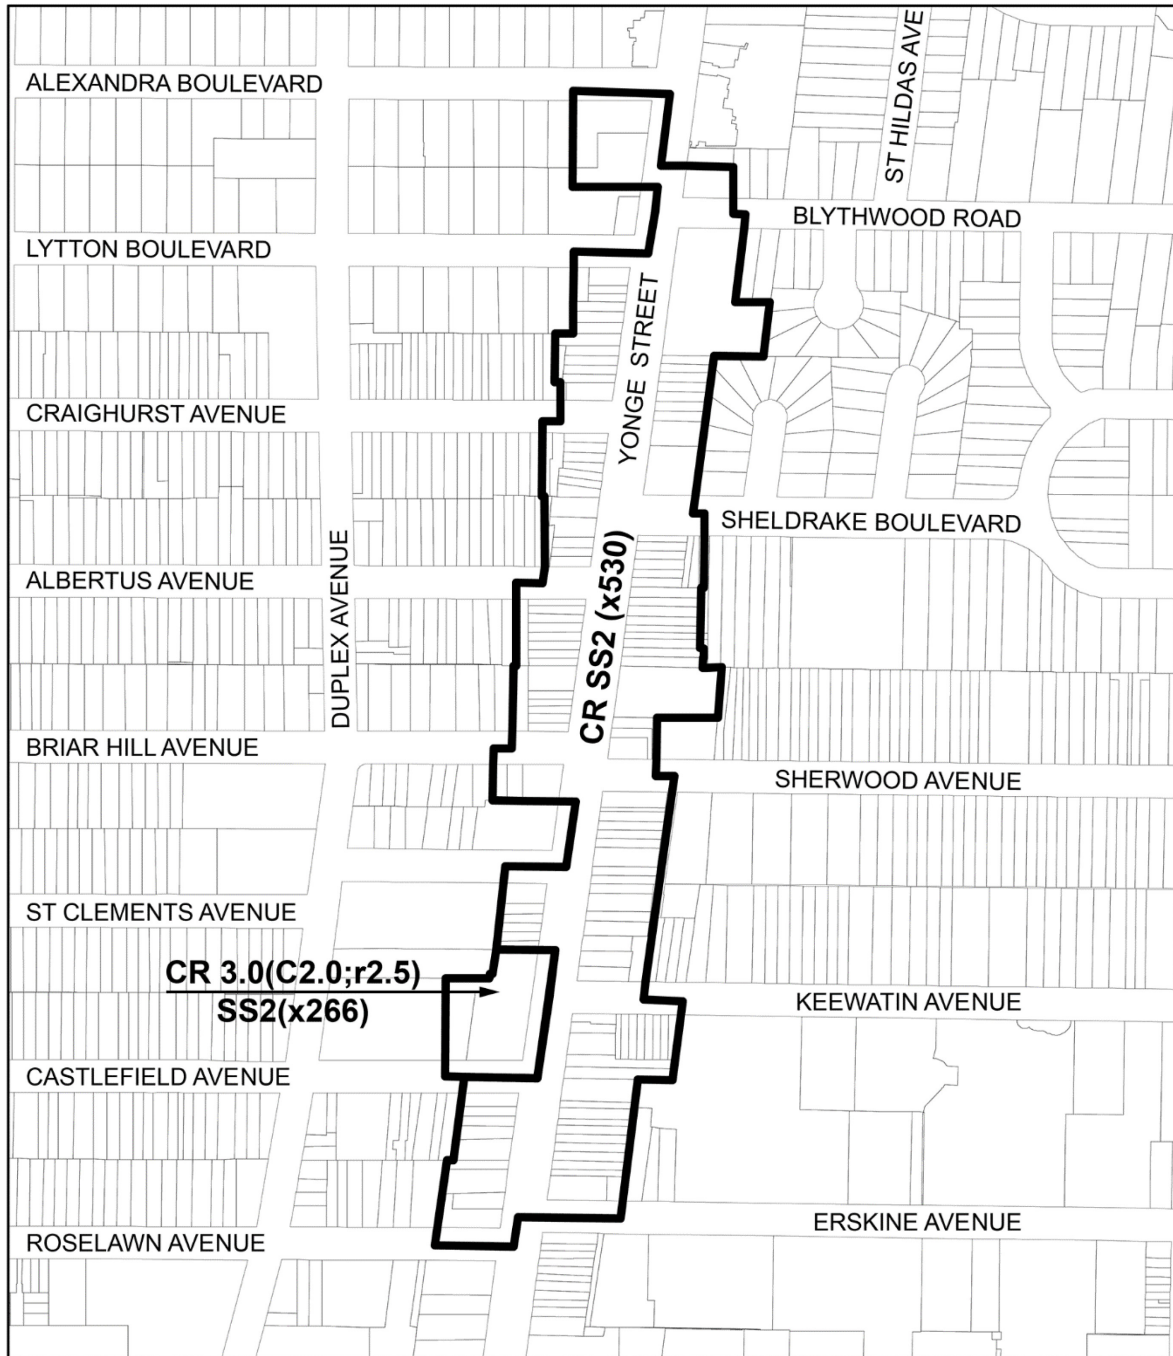 ALEXANDRA BOULEVARD
ST HILDAS AVE
BLYTHWOOD ROAD
LYTTON BOULEVARD
YONGE STREET
CRAIGHURST AVENUE
SHELDRAKE BOULEVARD
ALBERTUS AVENUE
DUPLEX AVENUE
CR SS2 (x530)
BRIAR HILL AVENUE
SHERWOOD AVENUE
ST CLEMENTS AVENUE
CR 3.0(C2.0;r2.5)
SS2(x266)
KEEWATIN AVENUE
CASTLEFIELD AVENUE
ERSKINE AVENUE
ROSELAWN AVENUE